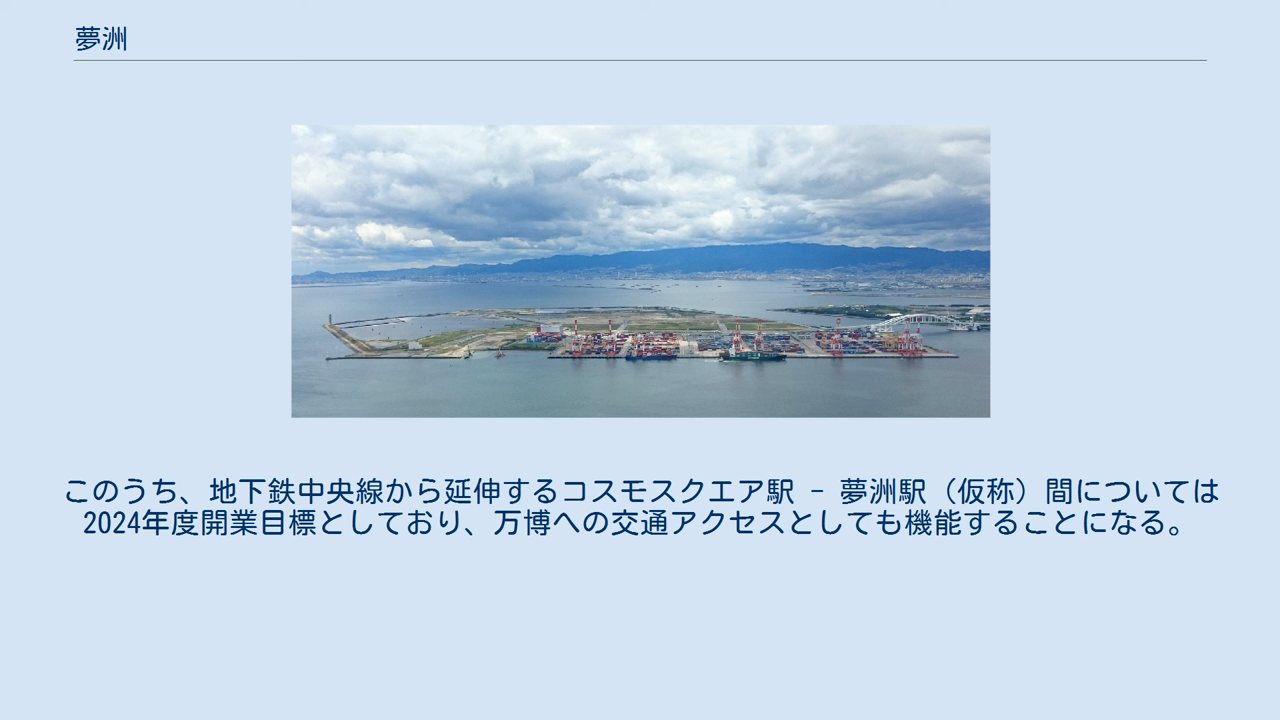 夢洲
このうち、地下鉄中央線から延伸するコスモスクエア駅 - 夢洲駅（仮称）間については
2024年度開業目標としており、万博への交通アクセスとしても機能することになる。